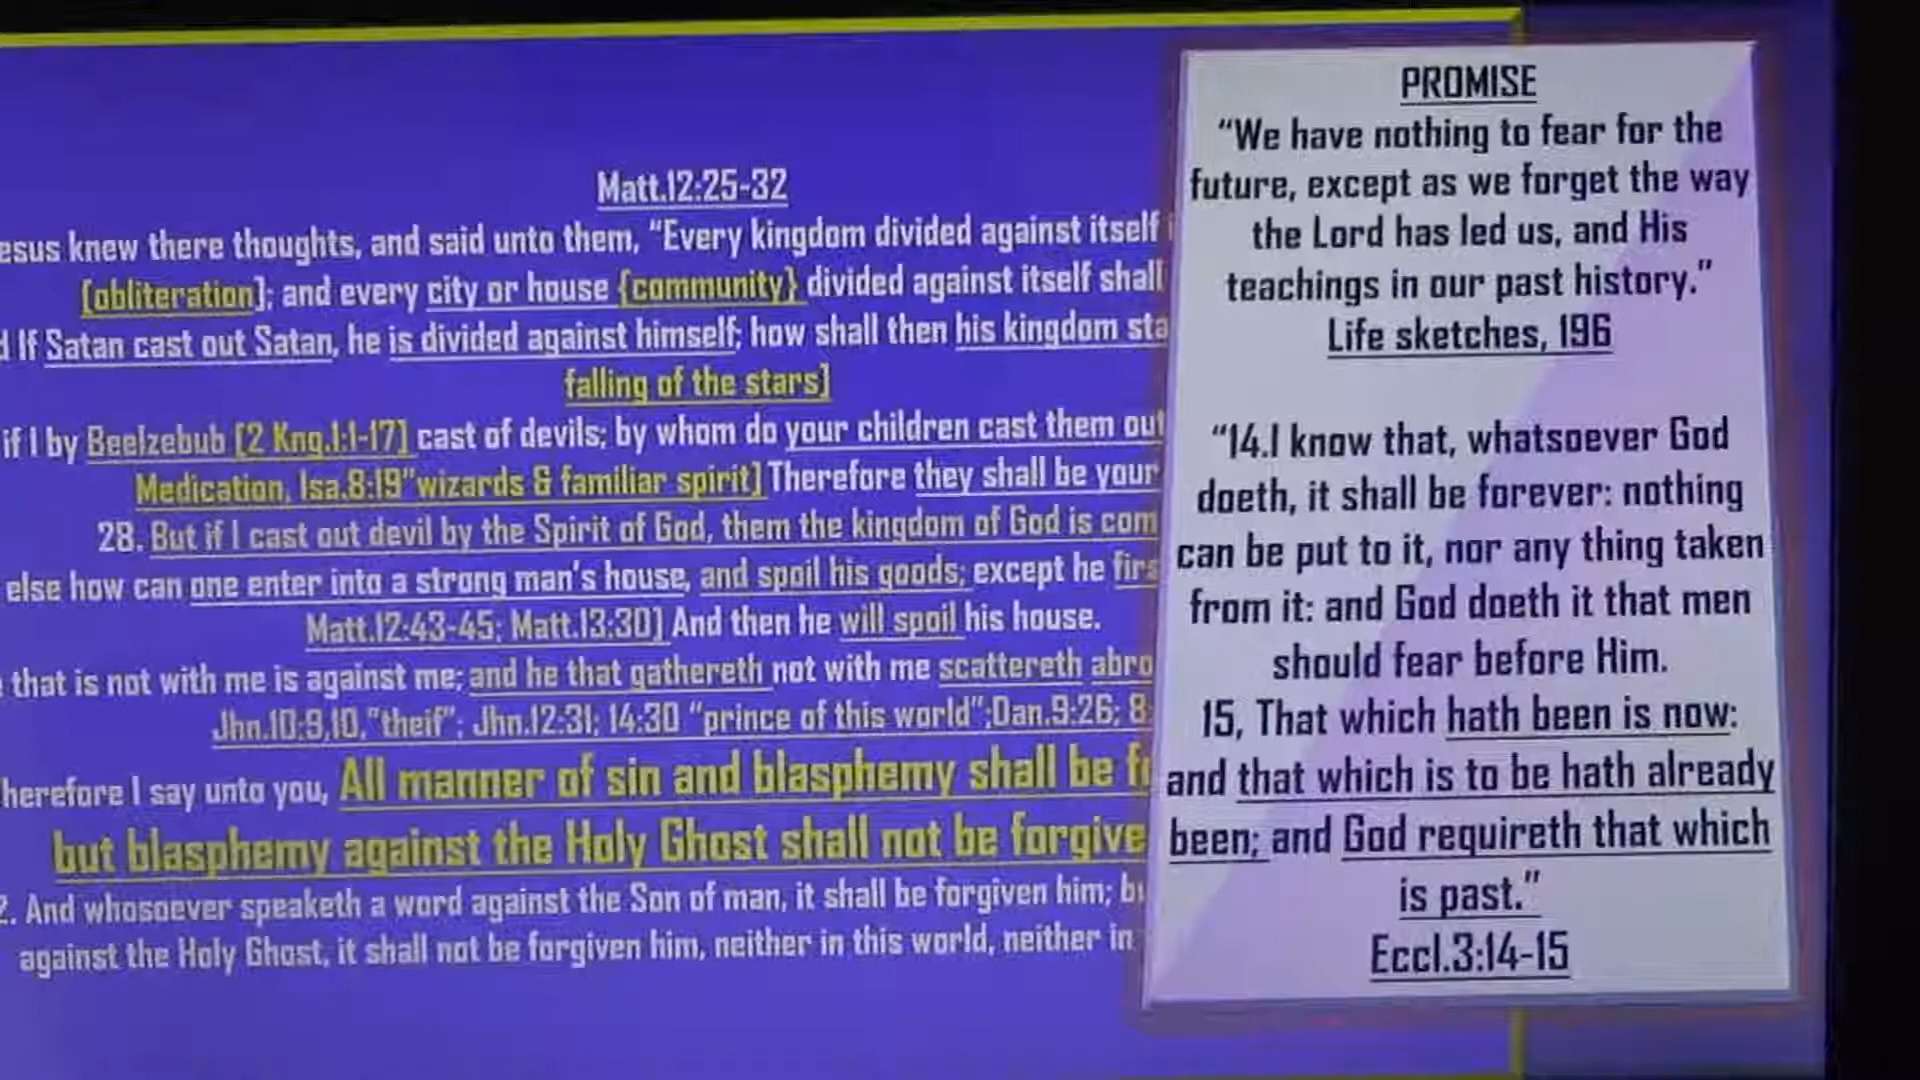 Matt.12:25-32
esus knew there thoughts, and said unto them, “Every kingdom divided against itself
[obliteration]; and every city or house {community} divided against itself shall
If Satan cast out Satan, he is divided against himself; how shall then his kingdom sta
falling of the stars]
if I by Beelzebub [2 Kng.1:1-17] cast of devils; by whom do your children cast them out
Medication, Isa.8:19"wizards & familiar spirit] Therefore they shall be your
28. But if I cast out devil by the Spirit of God, them the kingdom of God is com
else how can one enter into a strong man's house, and spoil his goods; except he firs
Matt.12:43-45; Matt.13:30] And then he will spoil his house.
that is not with me is against me; and he that gathereth not with me scattereth abro
Jhn.10:9,10,"theif"; Jhn.12:31; 14:30 "prince of this world";Dan.9:26; 8
herefore I say unto you, All manner of sin and blasphemy shall be f
but blasphemy against the Holy Ghost shall not be forgive
2. And whosoever speaketh a word against the Son of man, it shall be forgiven him; bu
against the Holy Ghost, it shall not be forgiven him, neither in this world, neither in
PROMISE
“We have nothing to fear for the
future, except as we forget the way
the Lord has led us, and His
teachings in our past history.”
Life sketches, 196
“14.I know that, whatsoever God
doeth, it shall be forever: nothing
can be put to it, nor any thing taken
from it: and God doeth it that men
should fear before Him.
15, That which hath been is now:
and that which is to be hath already
been; and God requireth that which
is past.”
Eccl.3:14-15